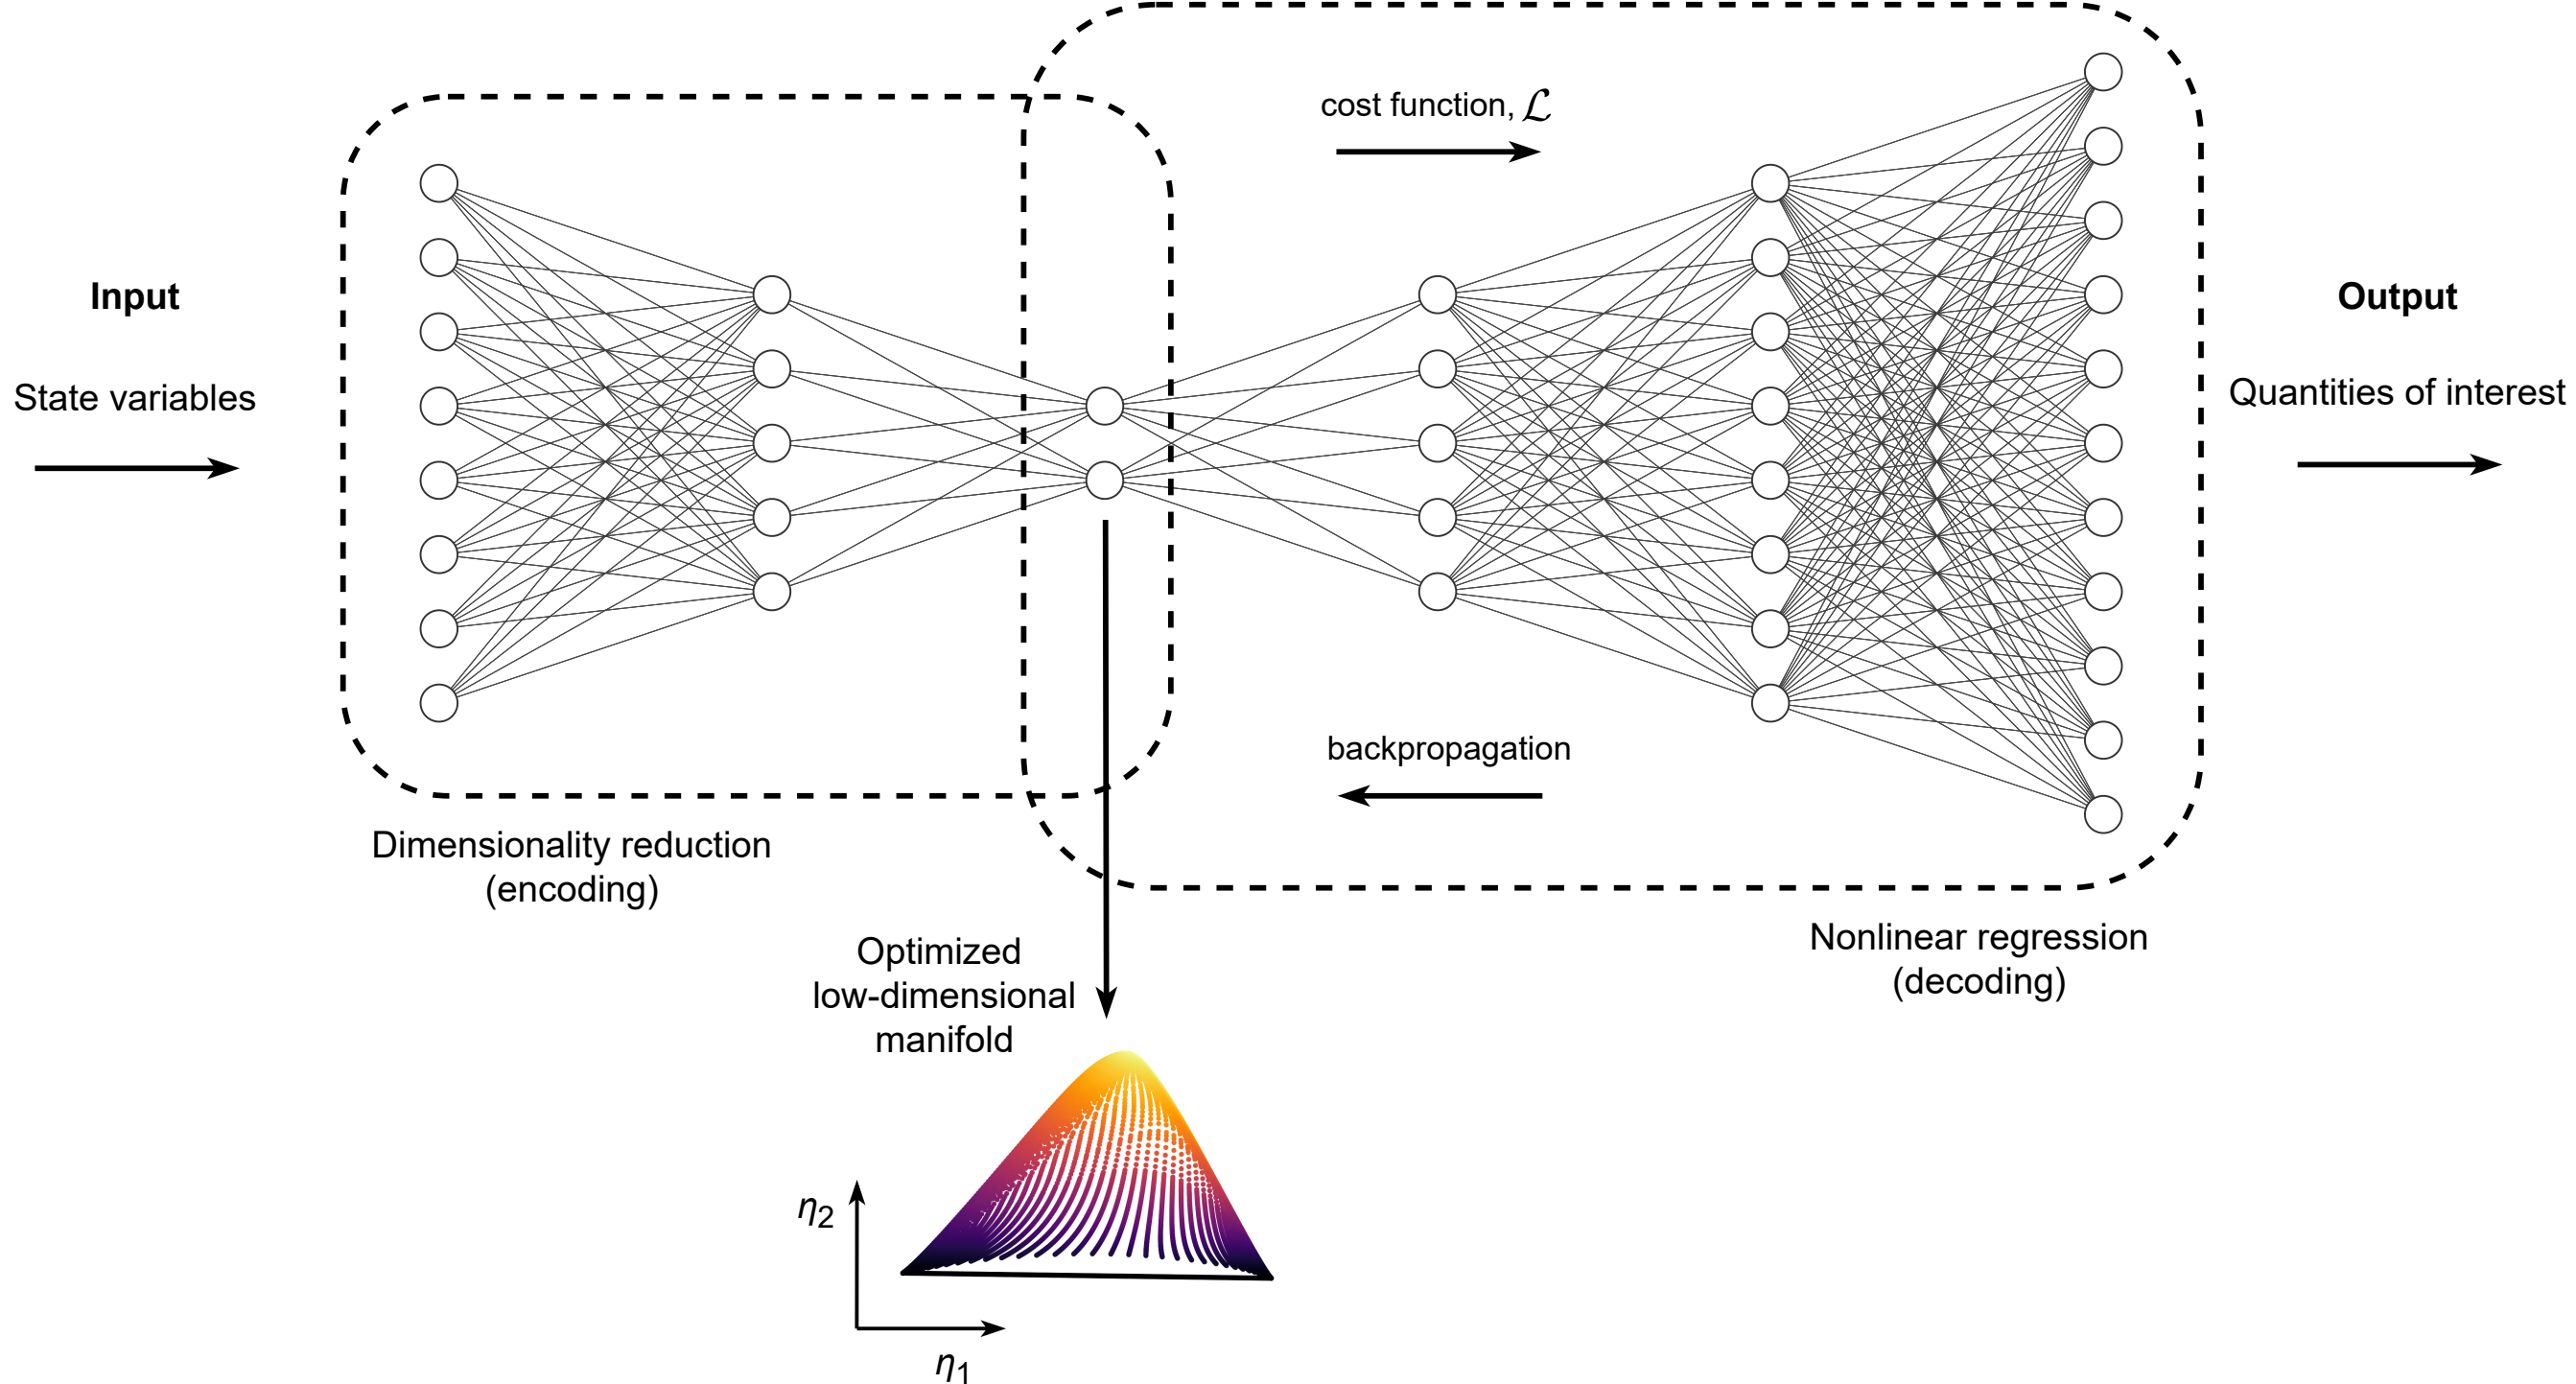 cost function, ℒ
Input
State variables
Output
Quantities of interest
backpropagation
Dimensionality reduction
(encoding)
Nonlinear regression
(decoding)
Optimized
low-dimensional
manifold
η2
η1